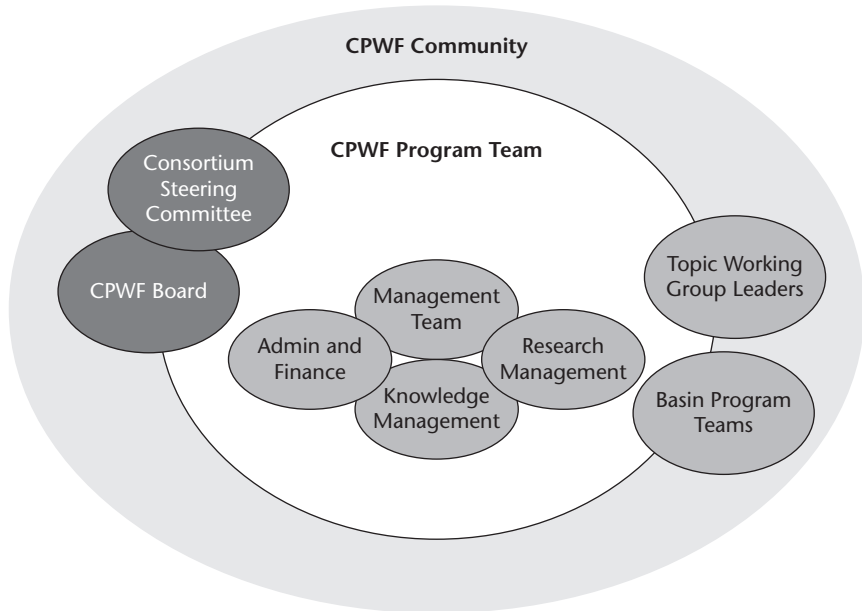 CPWF Community
CPWF Program Team
Consortium
Steering
Committee
CPWF Board
Management
Team
Admin and
Finance
Research
Management
Knowledge
Management
Topic Working
Group Leaders
Basin Program
Teams